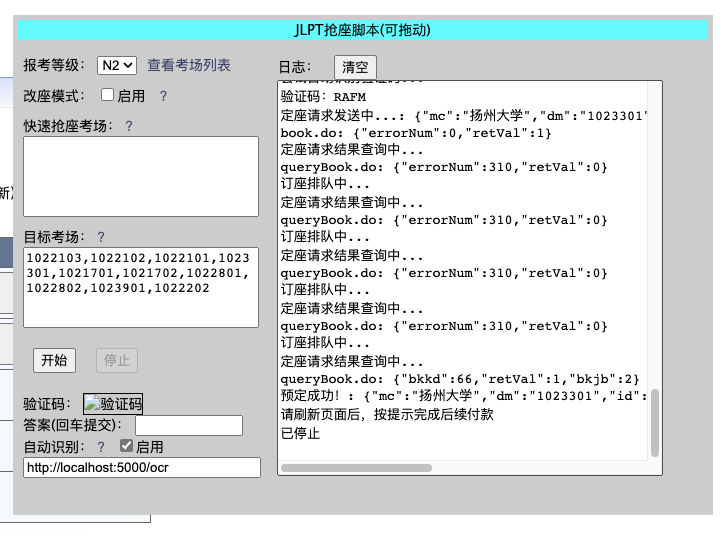 JLPT抢座脚本(可拖动)
报考等级： N2 查看考场列表
改座模式： 启用 ?
快速抢座考场： ?
目标考场： ?
1022103,1022102,1022101,1023
301,1021701,1021702,1022801,
1022802,1023901,1022202
开始 停止
验证码： 验证码
答案(回车提交)：
自动识别： ? 启用
http://localhost:5000/ocr
日志： 清空
验证码：RAFM
定座请求发送中...: {"mc":"扬州大学","dm":"1023301"
book.do: {"errorNum":0,"retVal":1}
定座请求结果查询中...
queryBook.do: {"errorNum":310,"retVal":0}
订座排队中...
定座请求结果查询中...
queryBook.do: {"errorNum":310,"retVal":0}
订座排队中...
定座请求结果查询中...
queryBook.do: {"errorNum":310,"retVal":0}
订座排队中...
定座请求结果查询中...
queryBook.do: {"errorNum":310,"retVal":0}
订座排队中...
定座请求结果查询中...
queryBook.do: {"bkkd":66,"retVal":1,"bkjb":2}
预定成功！: {"mc":"扬州大学","dm":"1023301","id":
请刷新页面后，按提示完成后续付款
已停止
新)